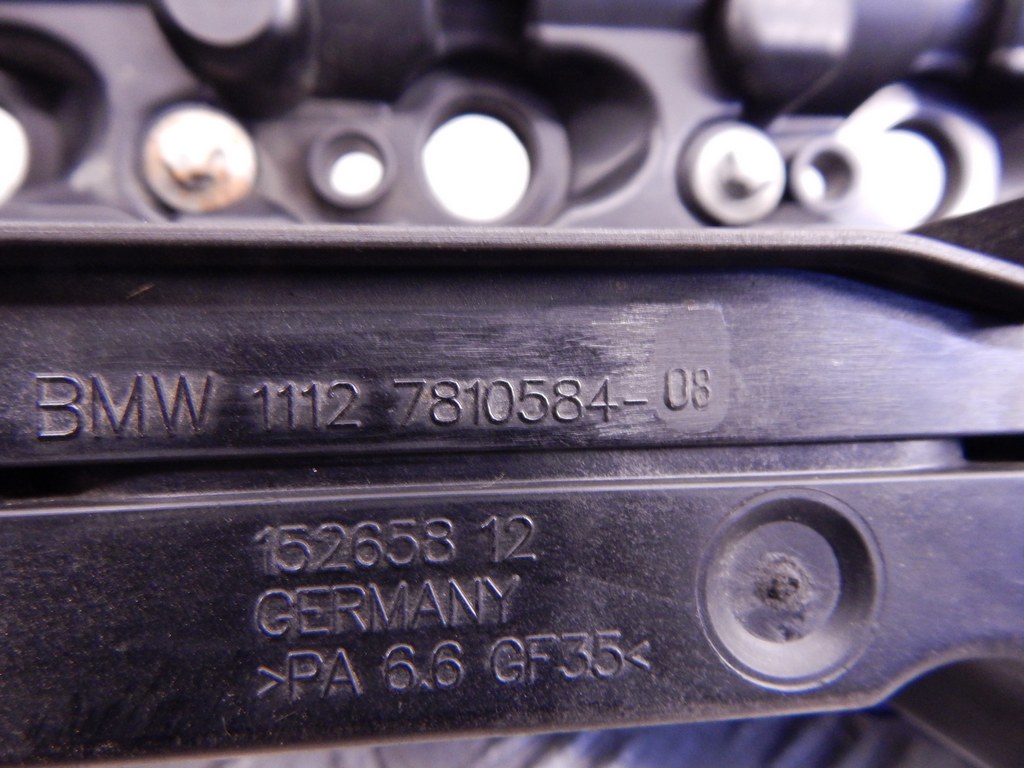 BMW 1112 7810584-08
152658 12
GERMANY
>PA 6.6 GF35<